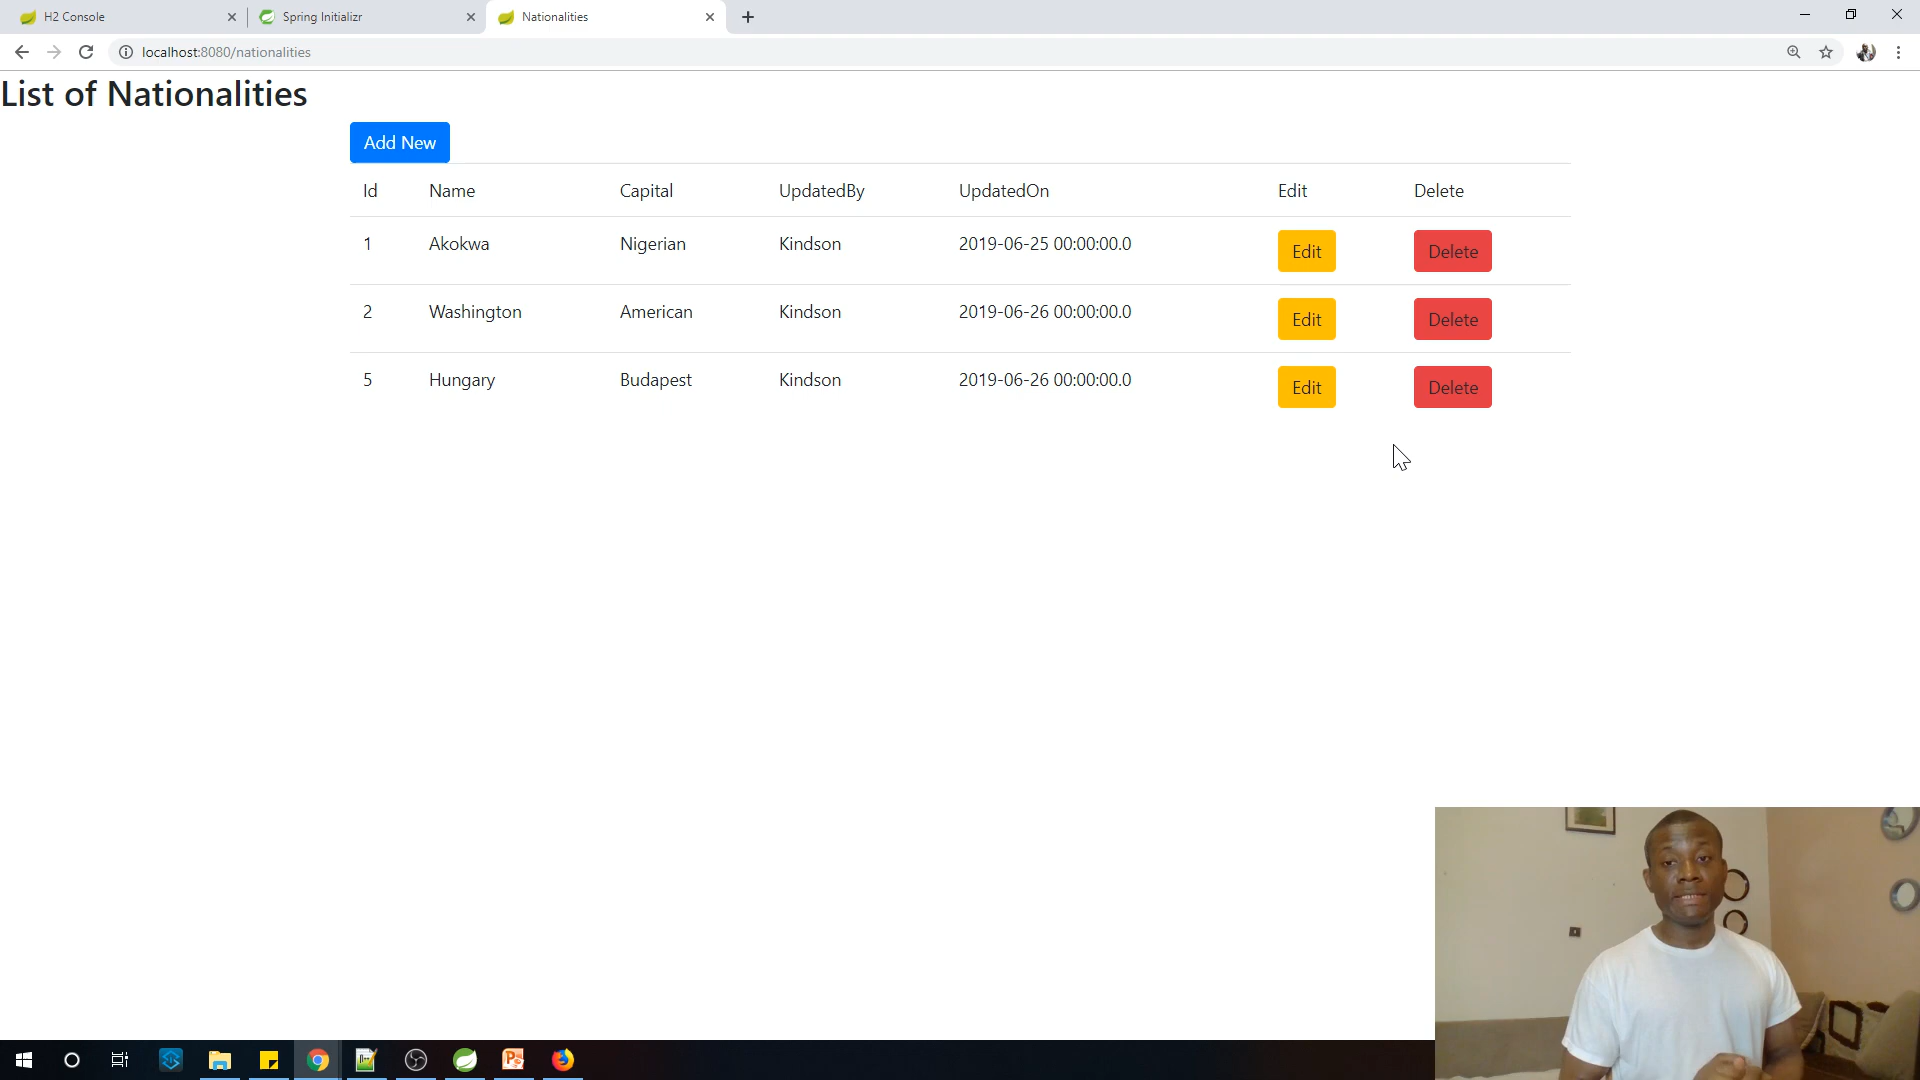 H2 Console
Spring Initializr
Nationalities
localhost:8080/nationalities
List of Nationalities
Add New
Id Name Capital UpdatedBy UpdatedOn Edit Delete
1 Akokwa Nigerian Kindson 2019-06-25 00:00:00.0 Edit Delete
2 Washington American Kindson 2019-06-26 00:00:00.0 Edit Delete
5 Hungary Budapest Kindson 2019-06-26 00:00:00.0 Edit Delete